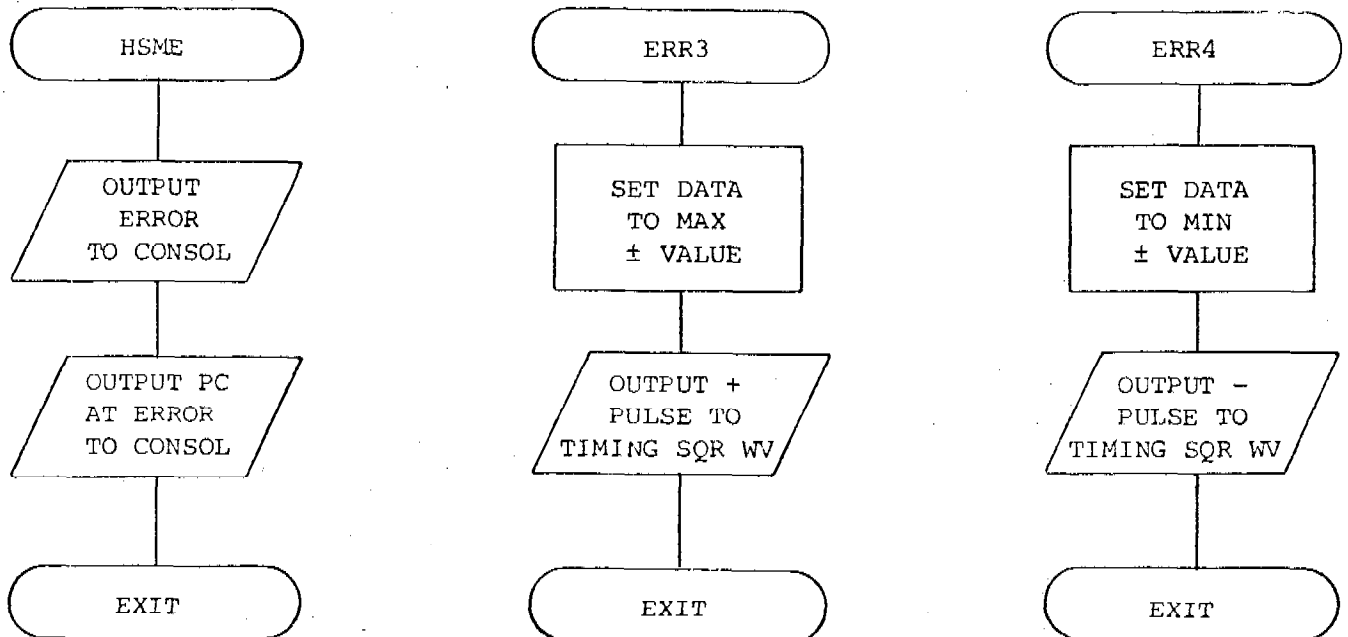 HSME
OUTPUT
ERROR
TO CONSOL
OUTPUT PC
AT ERROR
TO CONSOL
EXIT
ERR3
SET DATA
TO MAX
± VALUE
OUTPUT +
PULSE TO
TIMING SQR WV
EXIT
ERR4
SET DATA
TO MIN
± VALUE
OUTPUT -
PULSE TO
TIMING SQR WV
EXIT